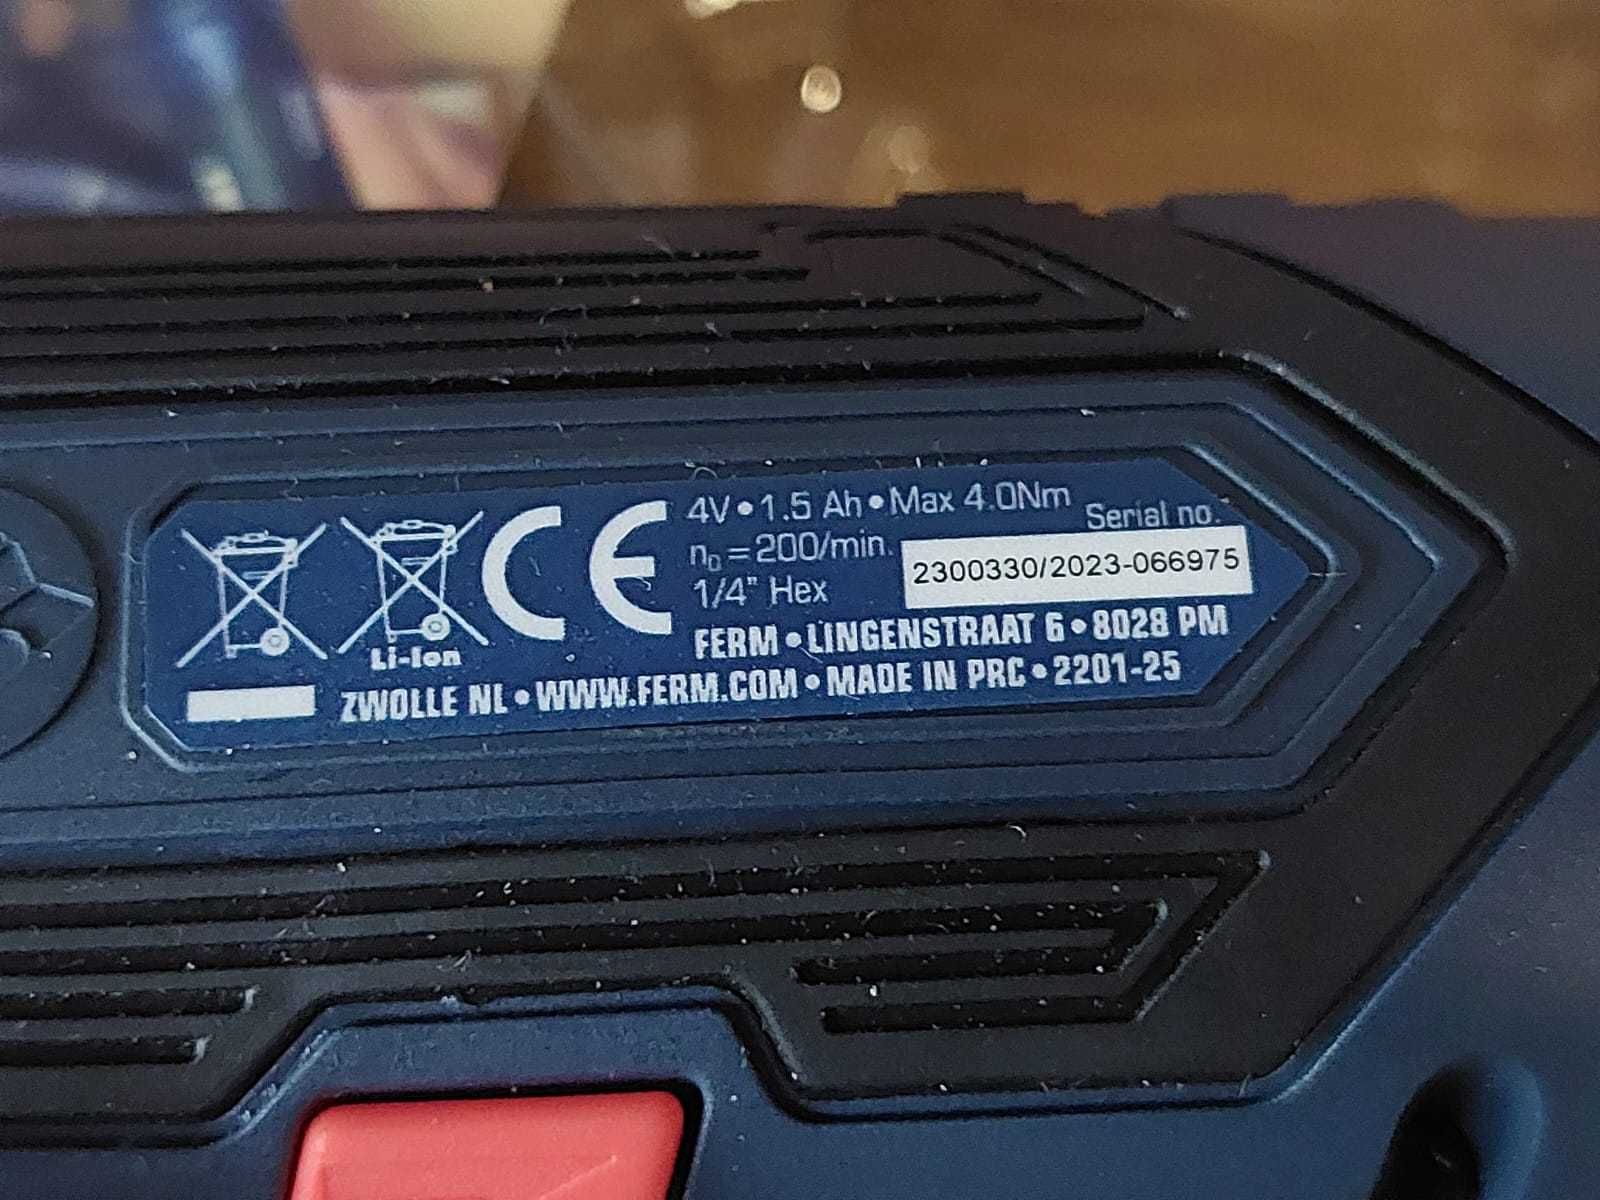 4V•1.5 Ah•Max 4.0Nm
Serial no.
n₀=200/min.
2300330/2023-066975
1/4" Hex
CE
Li-Ion
FERM•LINGENSTRAAT 6•8028 PM
ZWOLLE NL•WWW.FERM.COM•MADE IN PRC•2201-25